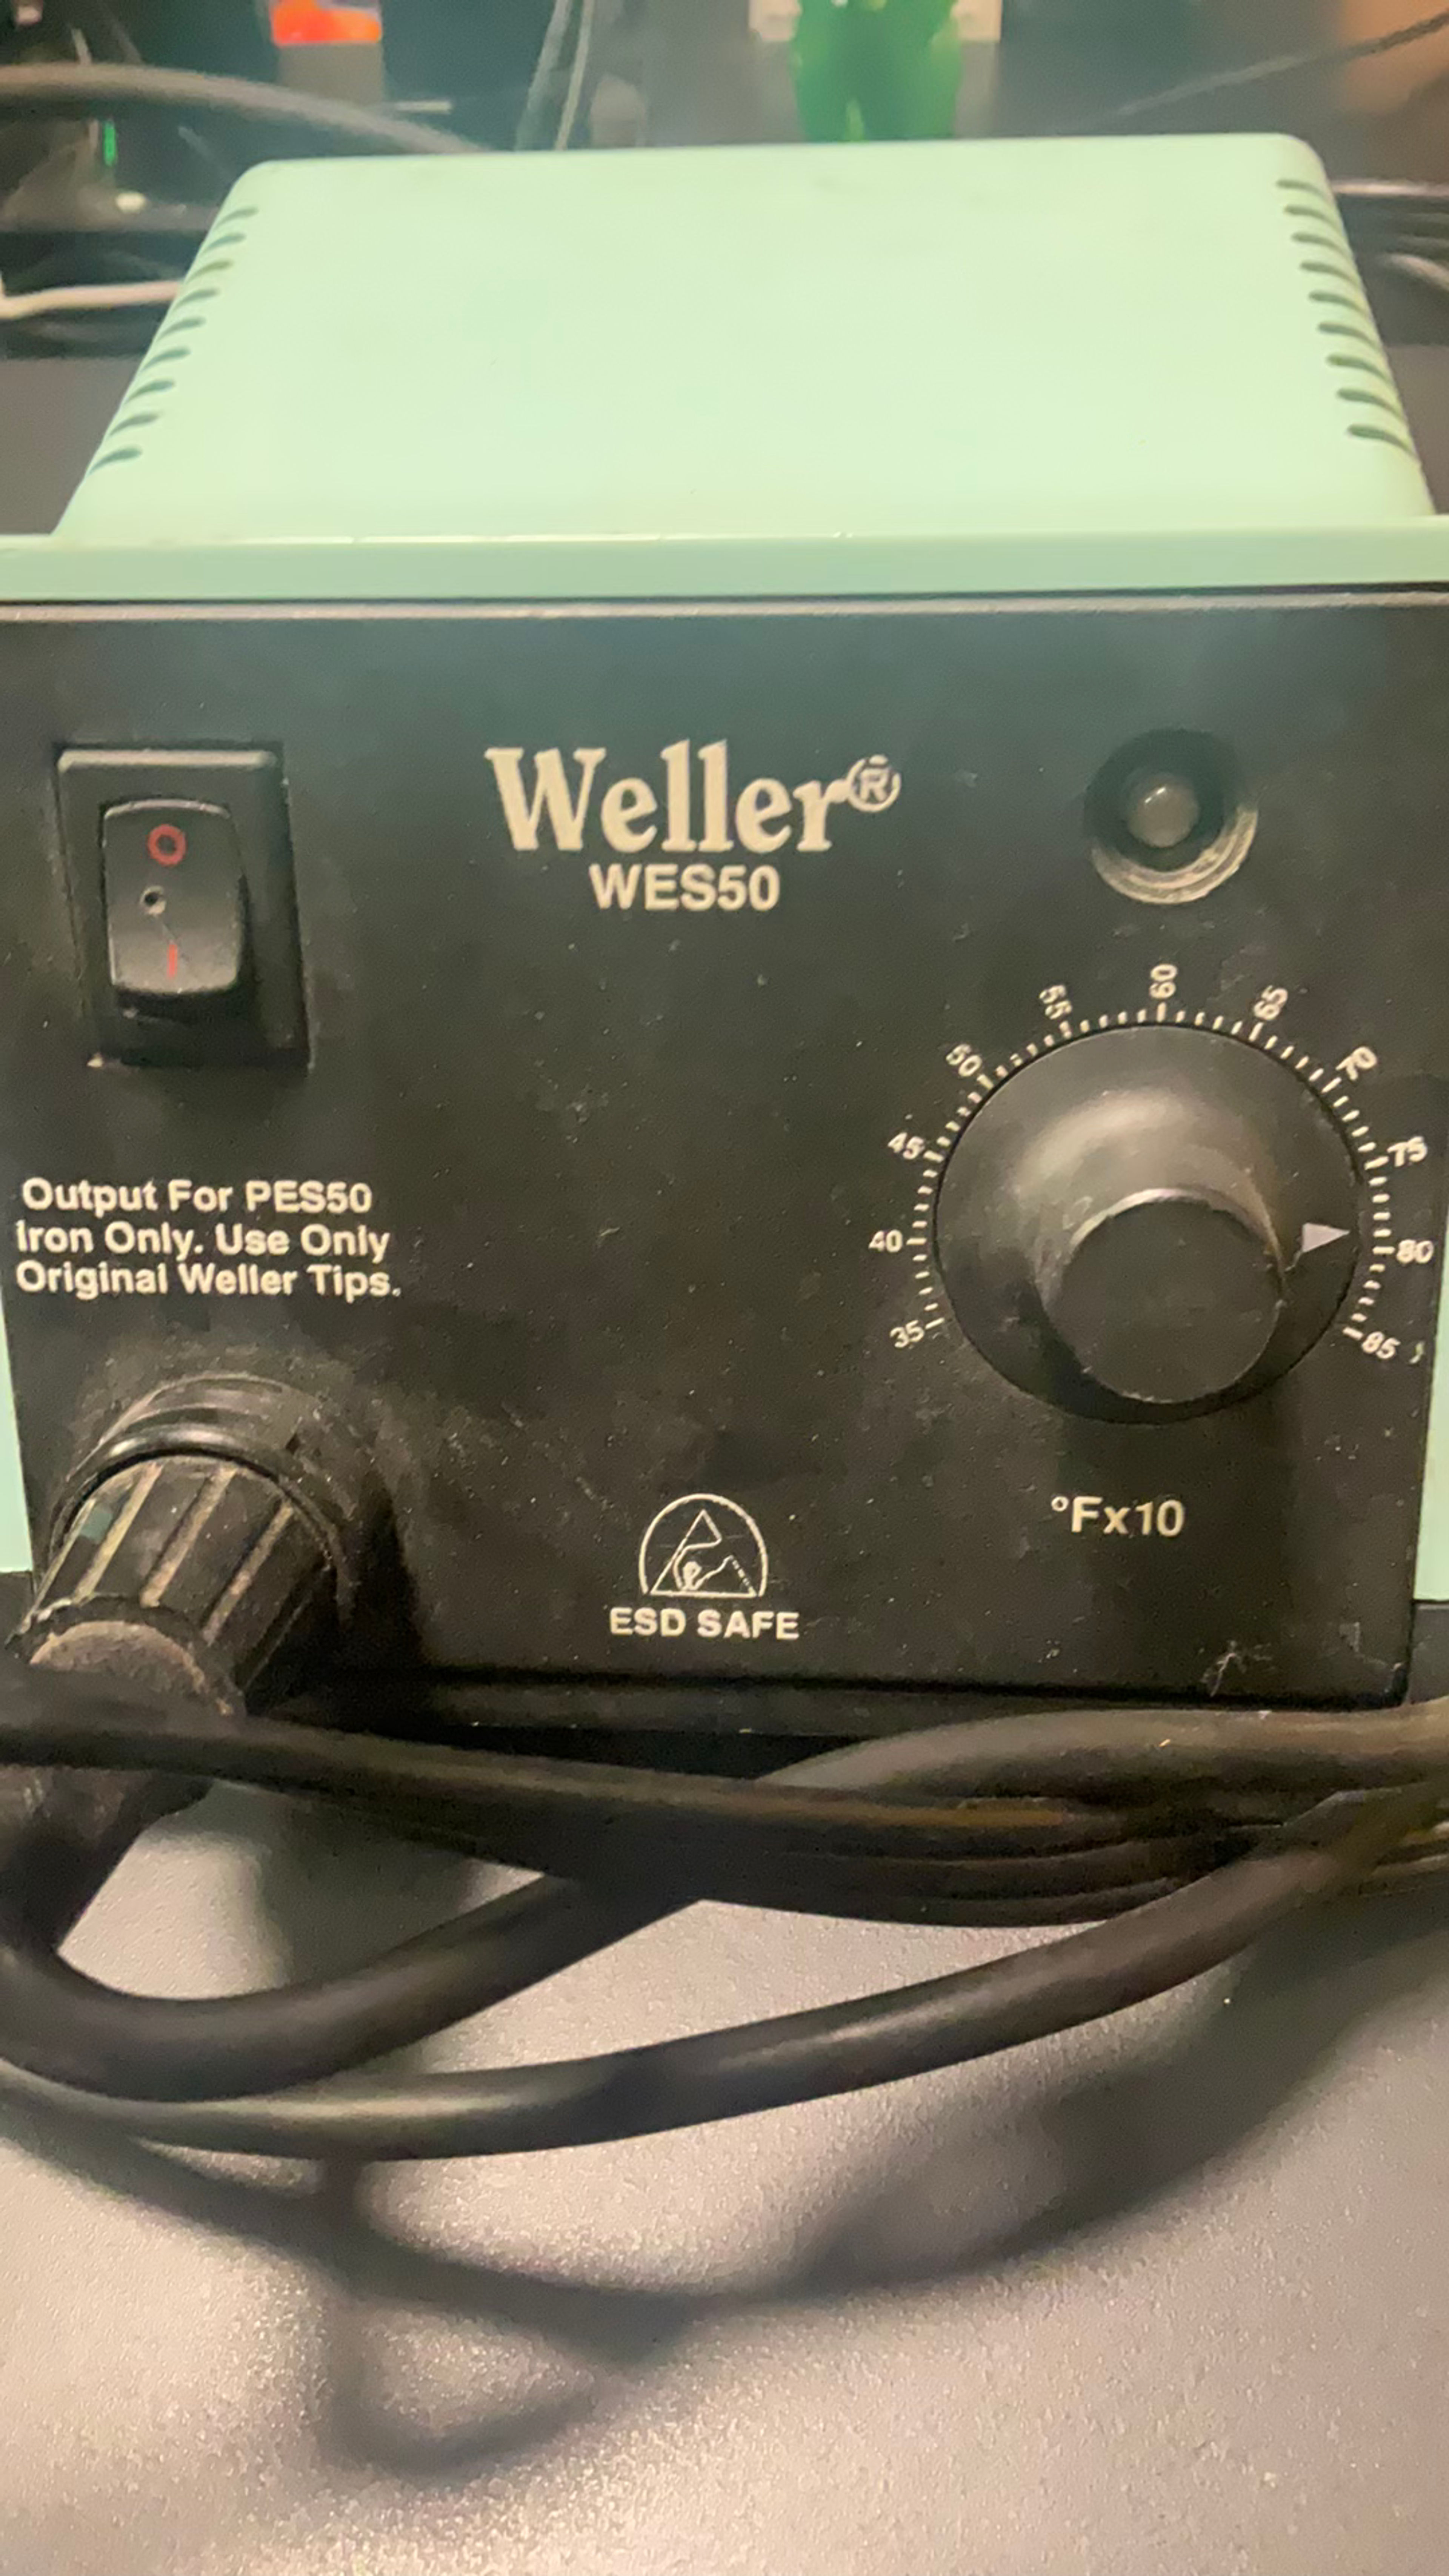 Weller®
WES50
O
I
Output For PES50
Iron Only. Use Only
Original Weller Tips.
35
40
45
50
55
60
65
75
80
85
°Fx10
ESD SAFE